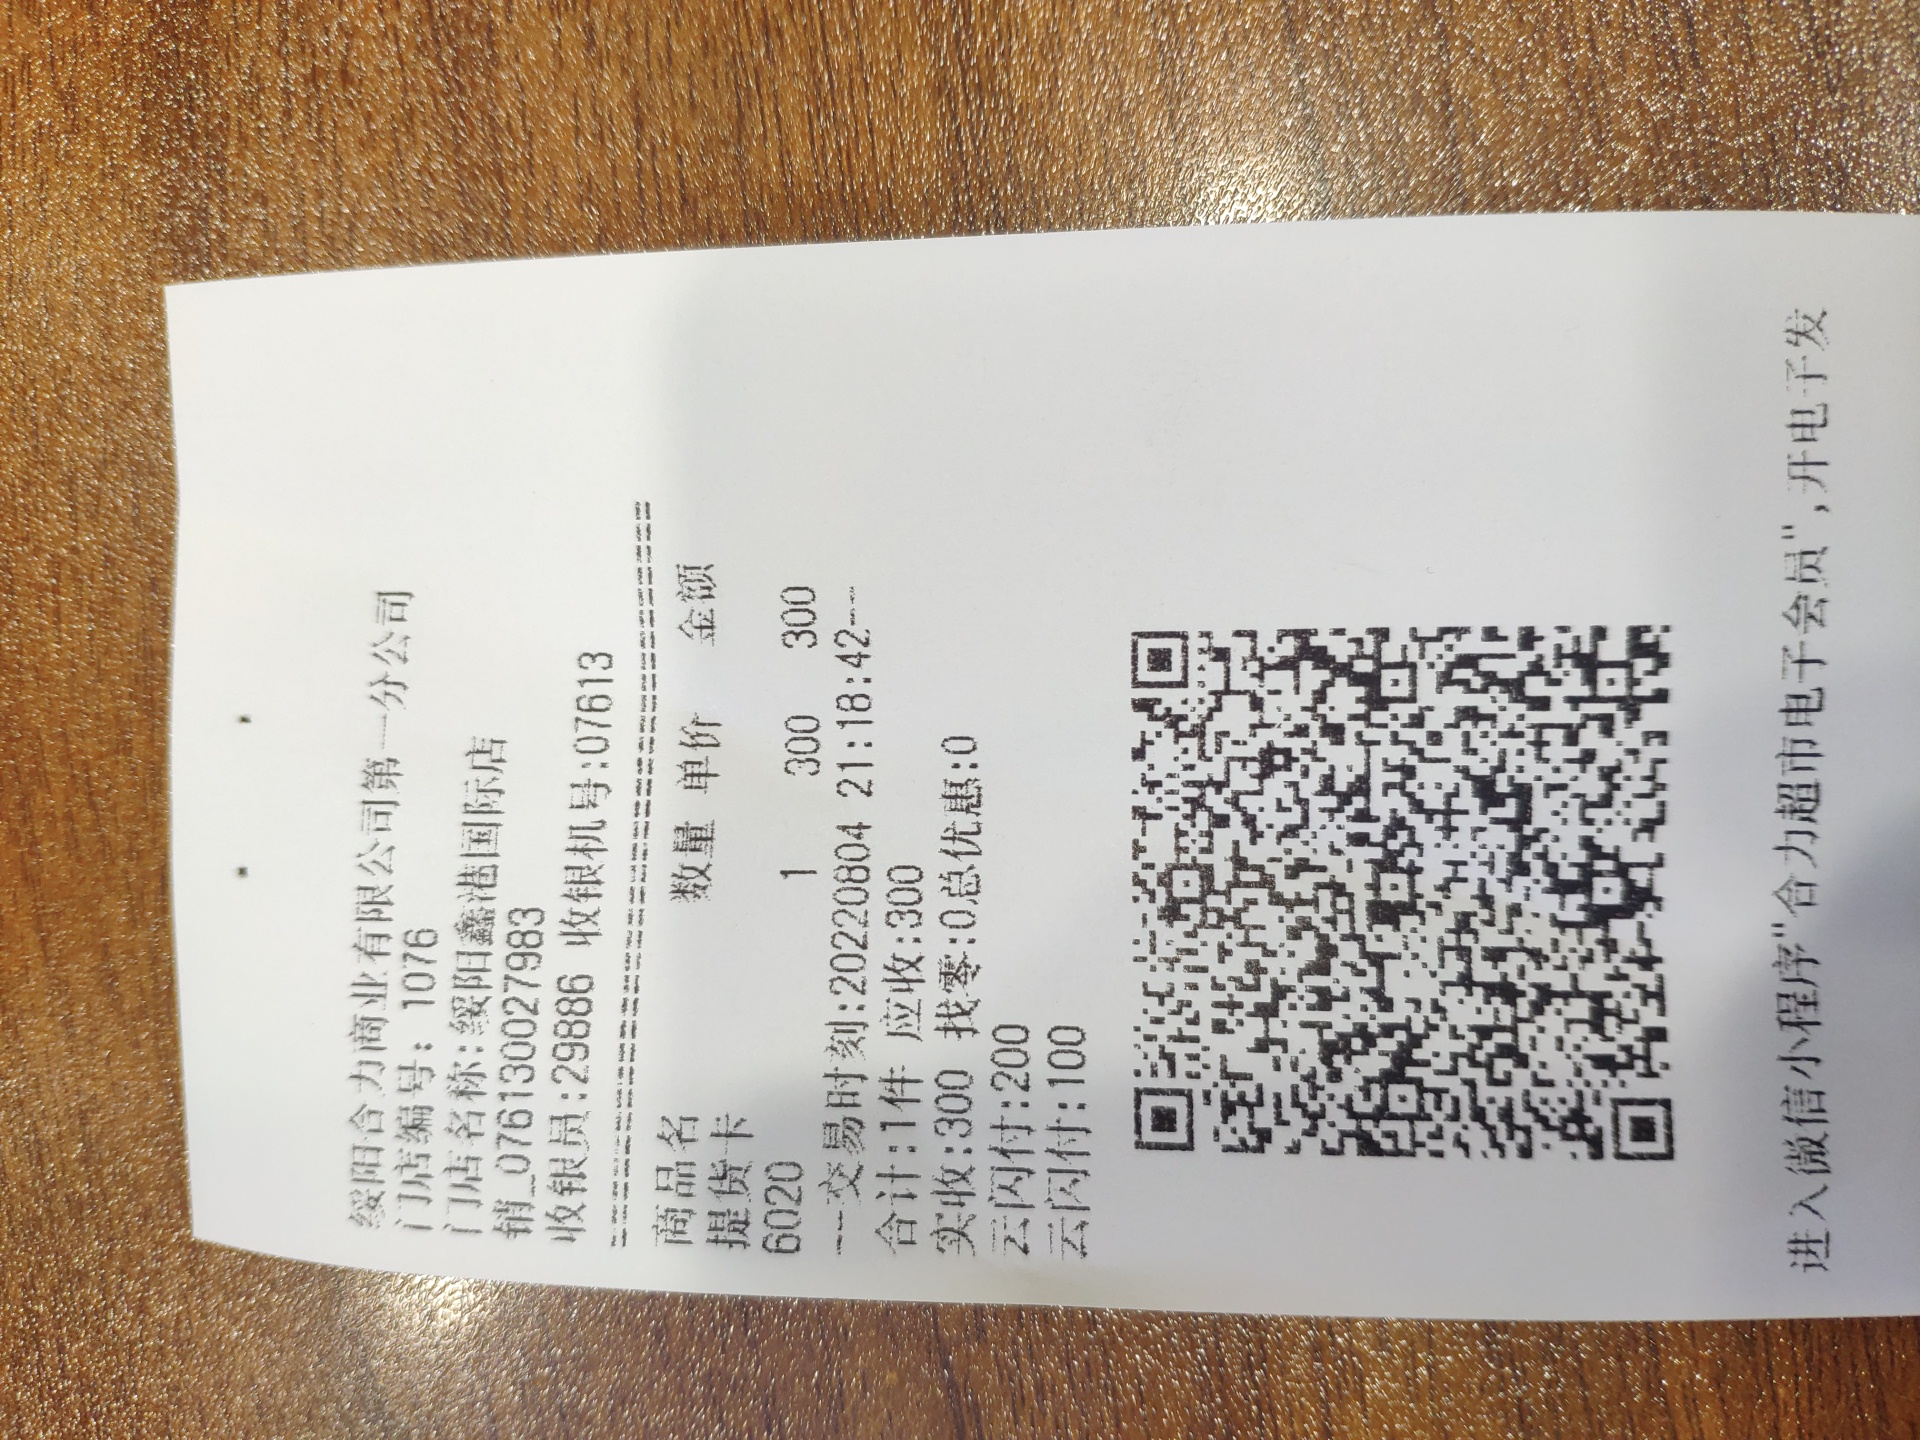 绥阳合力商业有限公司第一分公司
门店编号: 1076
门店名称:绥阳鑫港国际店
销_0761300279​83
收银员:29886 收银机号:07613
商品名 数量 单价 金额
提货卡
6020 1 300 300
---交易时刻:20220804 21:18:42---
合计:1件 应收:300
实收:300 找零:0总优惠:0
云闪付:200
云闪付:100
进入微信小程序"合力超市电子会员",开电子发